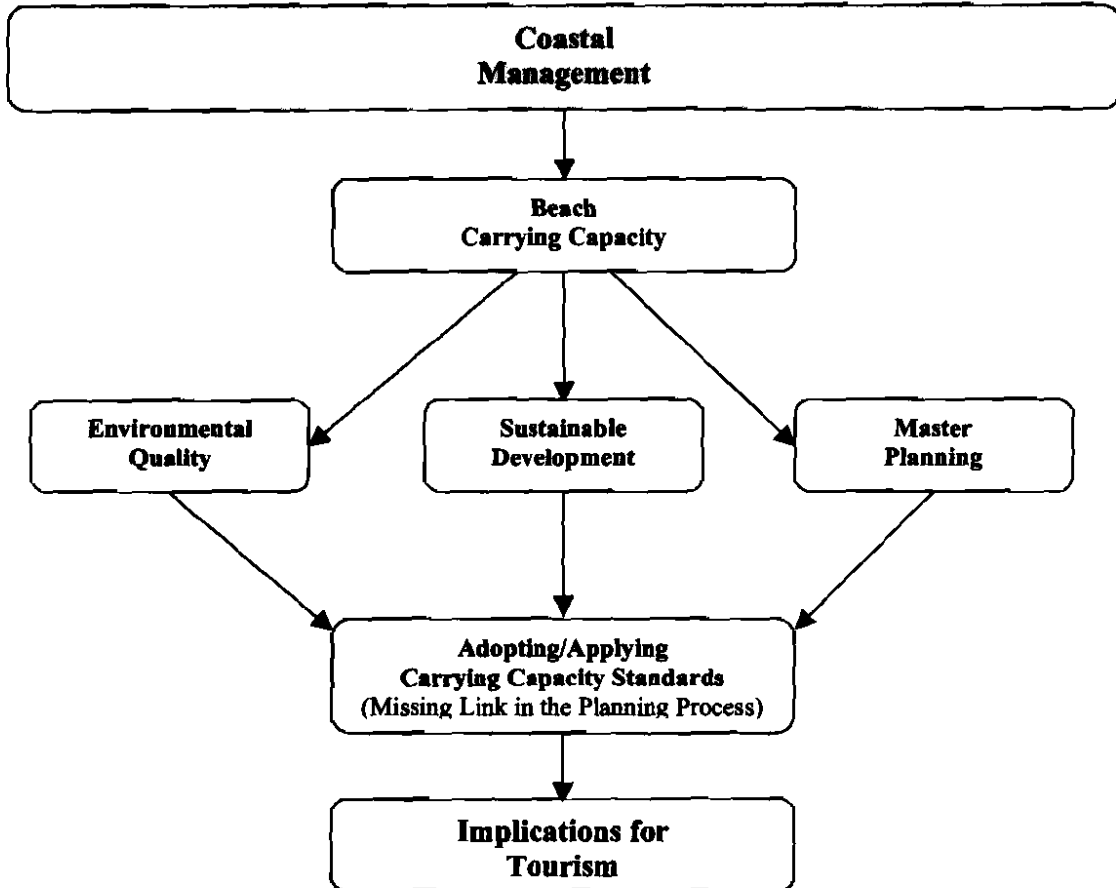 Coastal
Management
Beach
Carrying Capacity
Environmental
Quality
Sustainable
Development
Master
Planning
Adopting/Applying
Carrying Capacity Standards
(Missing Link in the Planning Process)
Implications for
Tourism